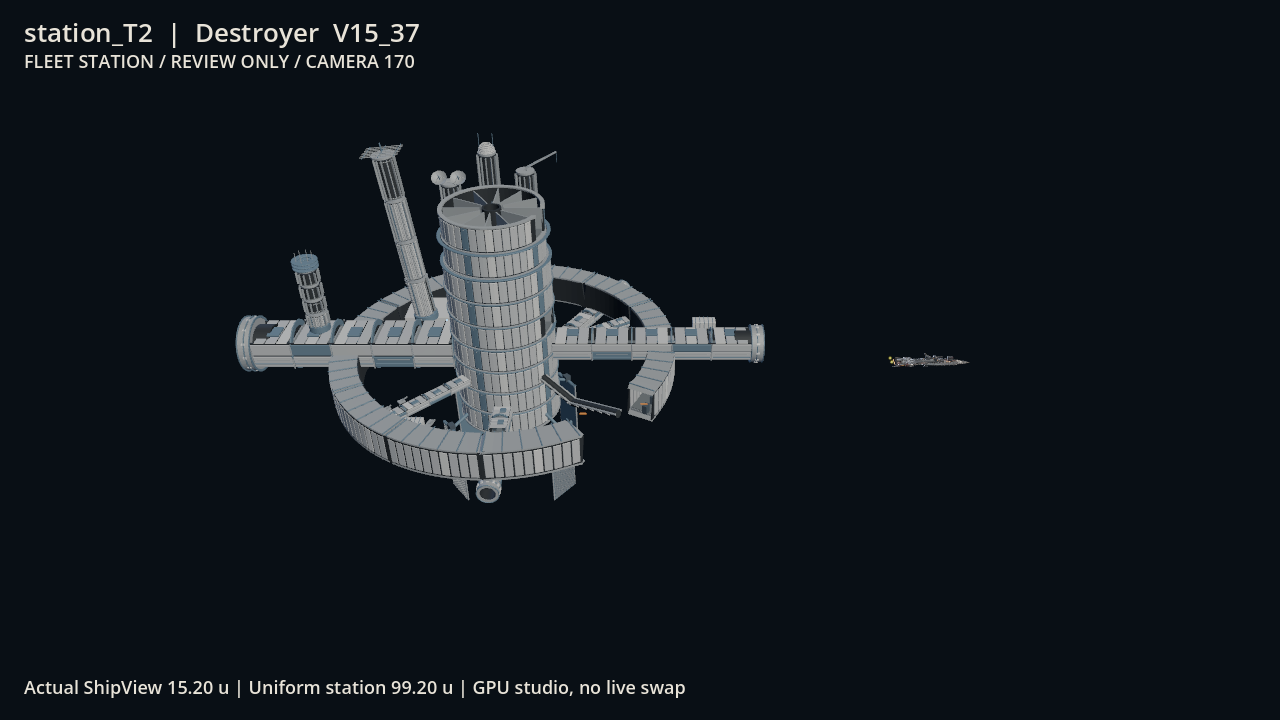 station_T2 | Destroyer V15_37
FLEET STATION / REVIEW ONLY / CAMERA 170
Actual ShipView 15.20 u | Uniform station 99.20 u | GPU studio, no live swap